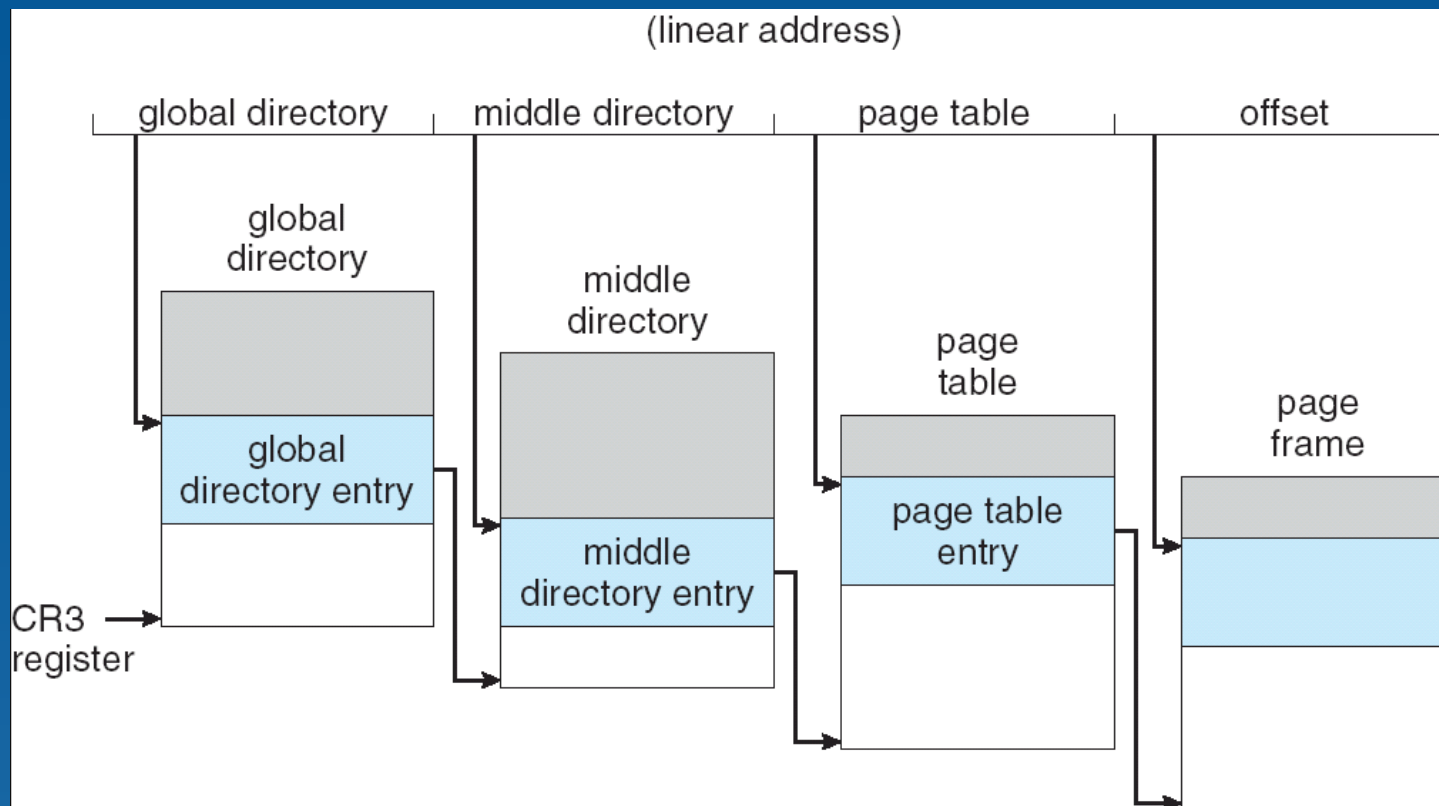 (linear address)
global directory
middle directory
page table
offset
global
directory
middle
directory
page
table
page
frame
global
directory entry
middle
directory entry
page table
entry
CR3
register